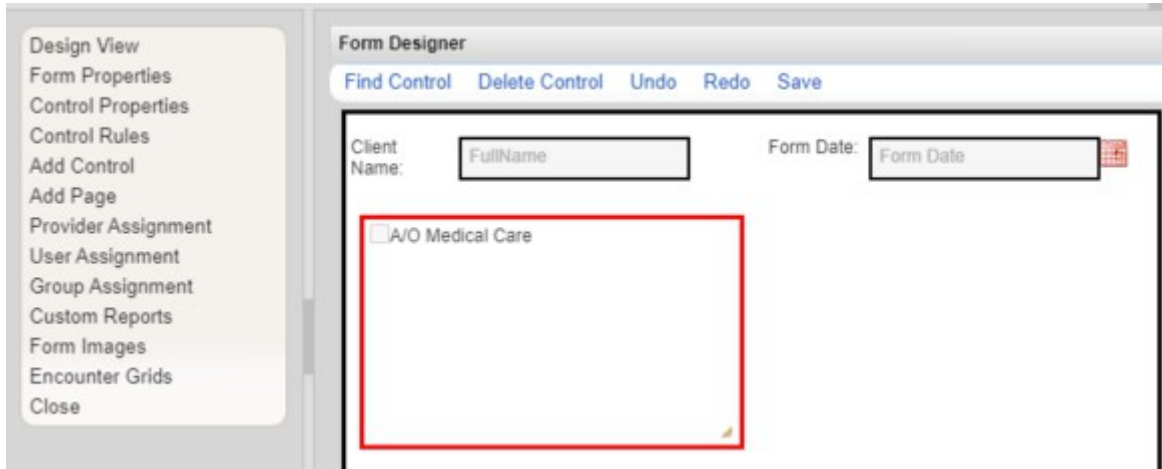 Design View
Form Properties
Control Properties
Control Rules
Add Control
Add Page
Provider Assignment
User Assignment
Group Assignment
Custom Reports
Form Images
Encounter Grids
Close
Form Designer
Find Control Delete Control Undo Redo Save
Client
Name:
FullName
Form Date:
Form Date
A/O Medical Care